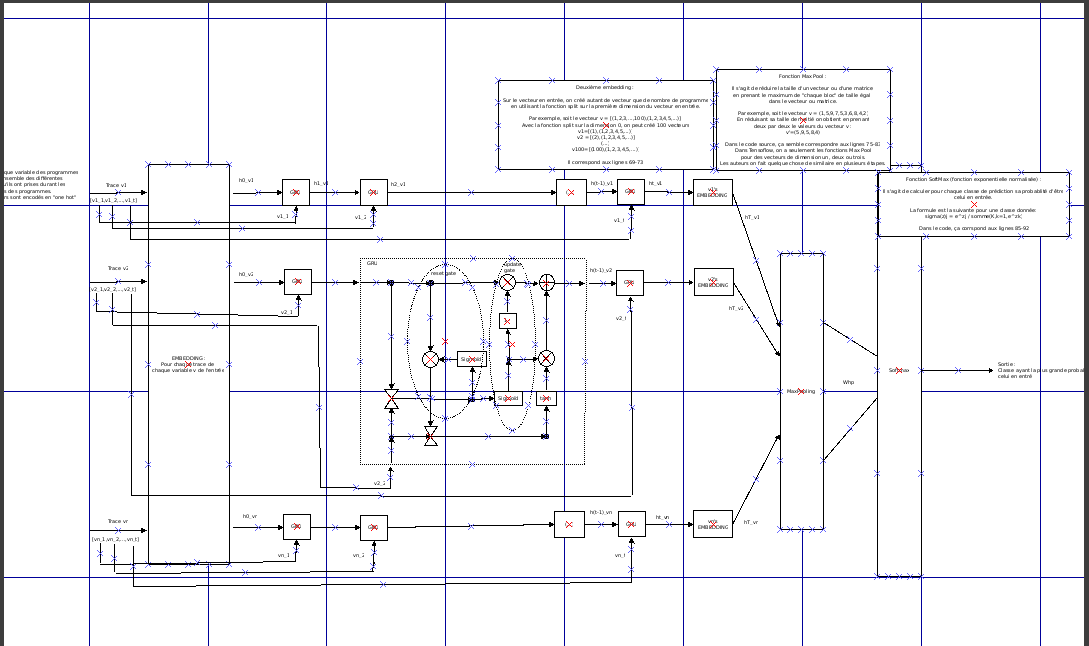 Deuxième embedding:
Sur le vecteur en entrée, on créé autant de vecteur que de nombre de programme
en utilisant la fonction split sur la première dimension du vecteur en entrée.
Par exemple, soit le vecteur v = [(1,2,3,...,100),(1,2,3,4,5,...)]
Avec la fonction split sur la dimension 0, on peut créé 100 vecteurs
v1=[(1),(1,2,3,4,5,...)
v2 = [(2),(1,2,3,4,5,...)
(...)
v100=[(100),(1,2,3,4,5,...)]
Il correspond aux lignes 69-73
Fonction Max Pool :
Il s'agit de réduire la taille d'un vecteur ou d'une matrice
en prenant le maximum de "chaque bloc" de taille égal
dans le vecteur ou matrice.
Par exemple, soit le vecteur v = (1,5,9,7,5,3,6,8,4,2)
En réduisant sa taille de moitié on obtient en prenant
deux par deux le valeurs du vecteur v:
v'=(5,9,5,8,4)
Dans le code source, ça semble correspondre aux lignes 75-83
Dans Tensoflow, on a seulement les fonctions Max Pool
pour des vecteurs de dimension un, deux ou trois.
Les auteurs on fait quelque chose de similaire en plusieurs étapes
Fonction SoftMax (fonction exponentielle normalisée) :
Il s'agit de calculer pour chaque classe de prédiction sa probabilité d'être
celui en entrée.
La formule est la suivante pour une classe donnée:
sigma(z)j = e^zj / somme(K,k=1,e^zk)
Dans le code, ça correspond aux lignes 85-92
que variable des programmes
semble des différentes
'ils ont prises durant les
s des programmes.
rs sont encodés en "one hot"
Trace v1
[v1_1,v1_2,...,v1_t]
h0_v1
h1_v1
h2_v1
h(t-1)_v1
ht_v1
v1_1
v1_2
v1_t
GRU
v1's
EMBEDDING
hT_v1
Trace v2
[v2_1,v2_2,...,v2_t]
h0_v2
v2_1
GRU
reset gate
update
gate
h(t-1)_v2
v2_t
v2's
EMBEDDING
hT_v2
Sigmoid
Sigmoid
tanh
v2_2
EMBEDDING:
Pour chaque trace de
chaque variable v de l'entrée
MaxPooling
Whp
Softmax
Sortie:
Classe ayant la plus grande probal
celui en entré
Trace vr
[vn_1,vn_2,...,vn_t]
h0_vr
vn_1
GRU
vn_2
GRU
h(t-1)_vn
GRU
ht_vn
vn_t
vn's
EMBEDDING
hT_vr